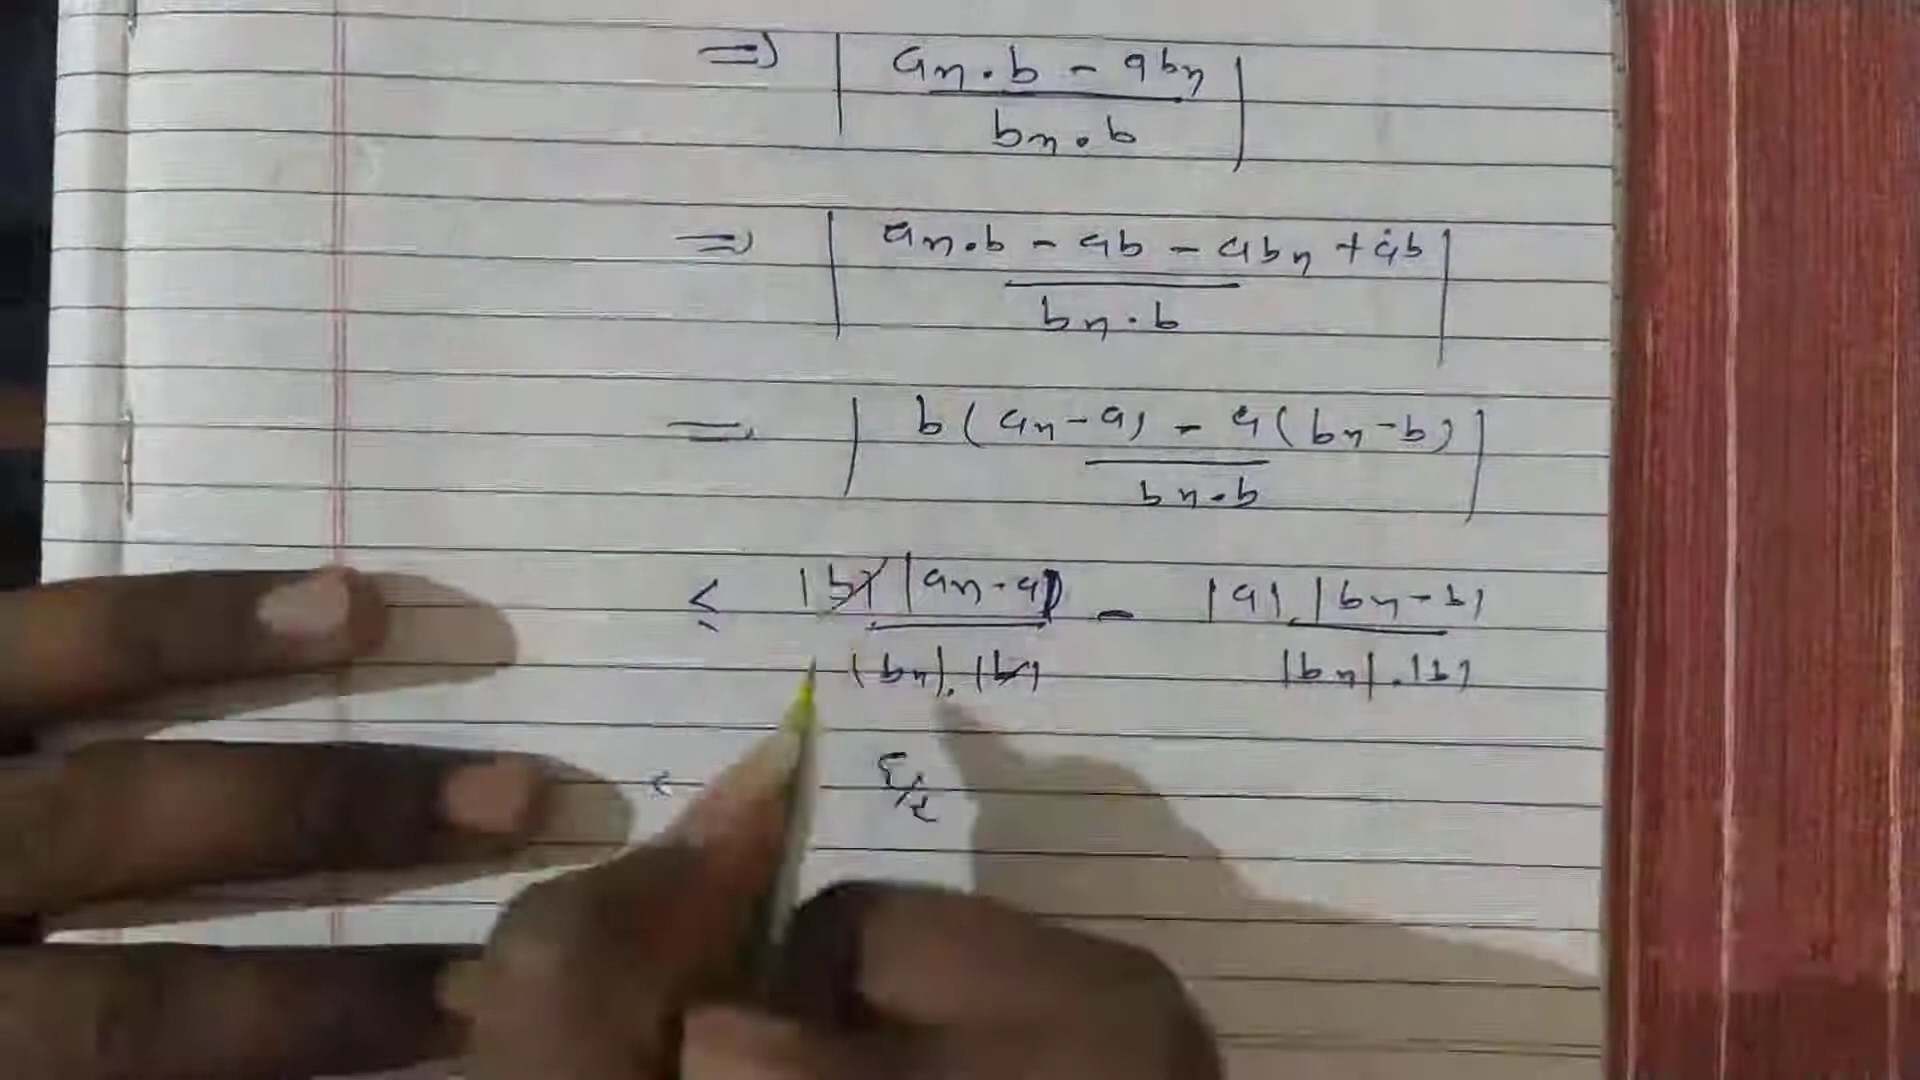 => | an.b - abn / bn.b |
=> | an.b - ab - abn + ab / bn.b |
= | b(an-a) - a(bn-b) / bn.b |
≤ |b| |an-a| / |bn|.|b| - |a| |bn-b| / |bn|.|b|
< ε/2